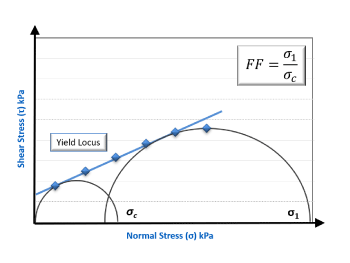 FF = σ₁/σc
Yield Locus
Shear Stress (τ) kPa
σc
σ1
Normal Stress (σ) kPa